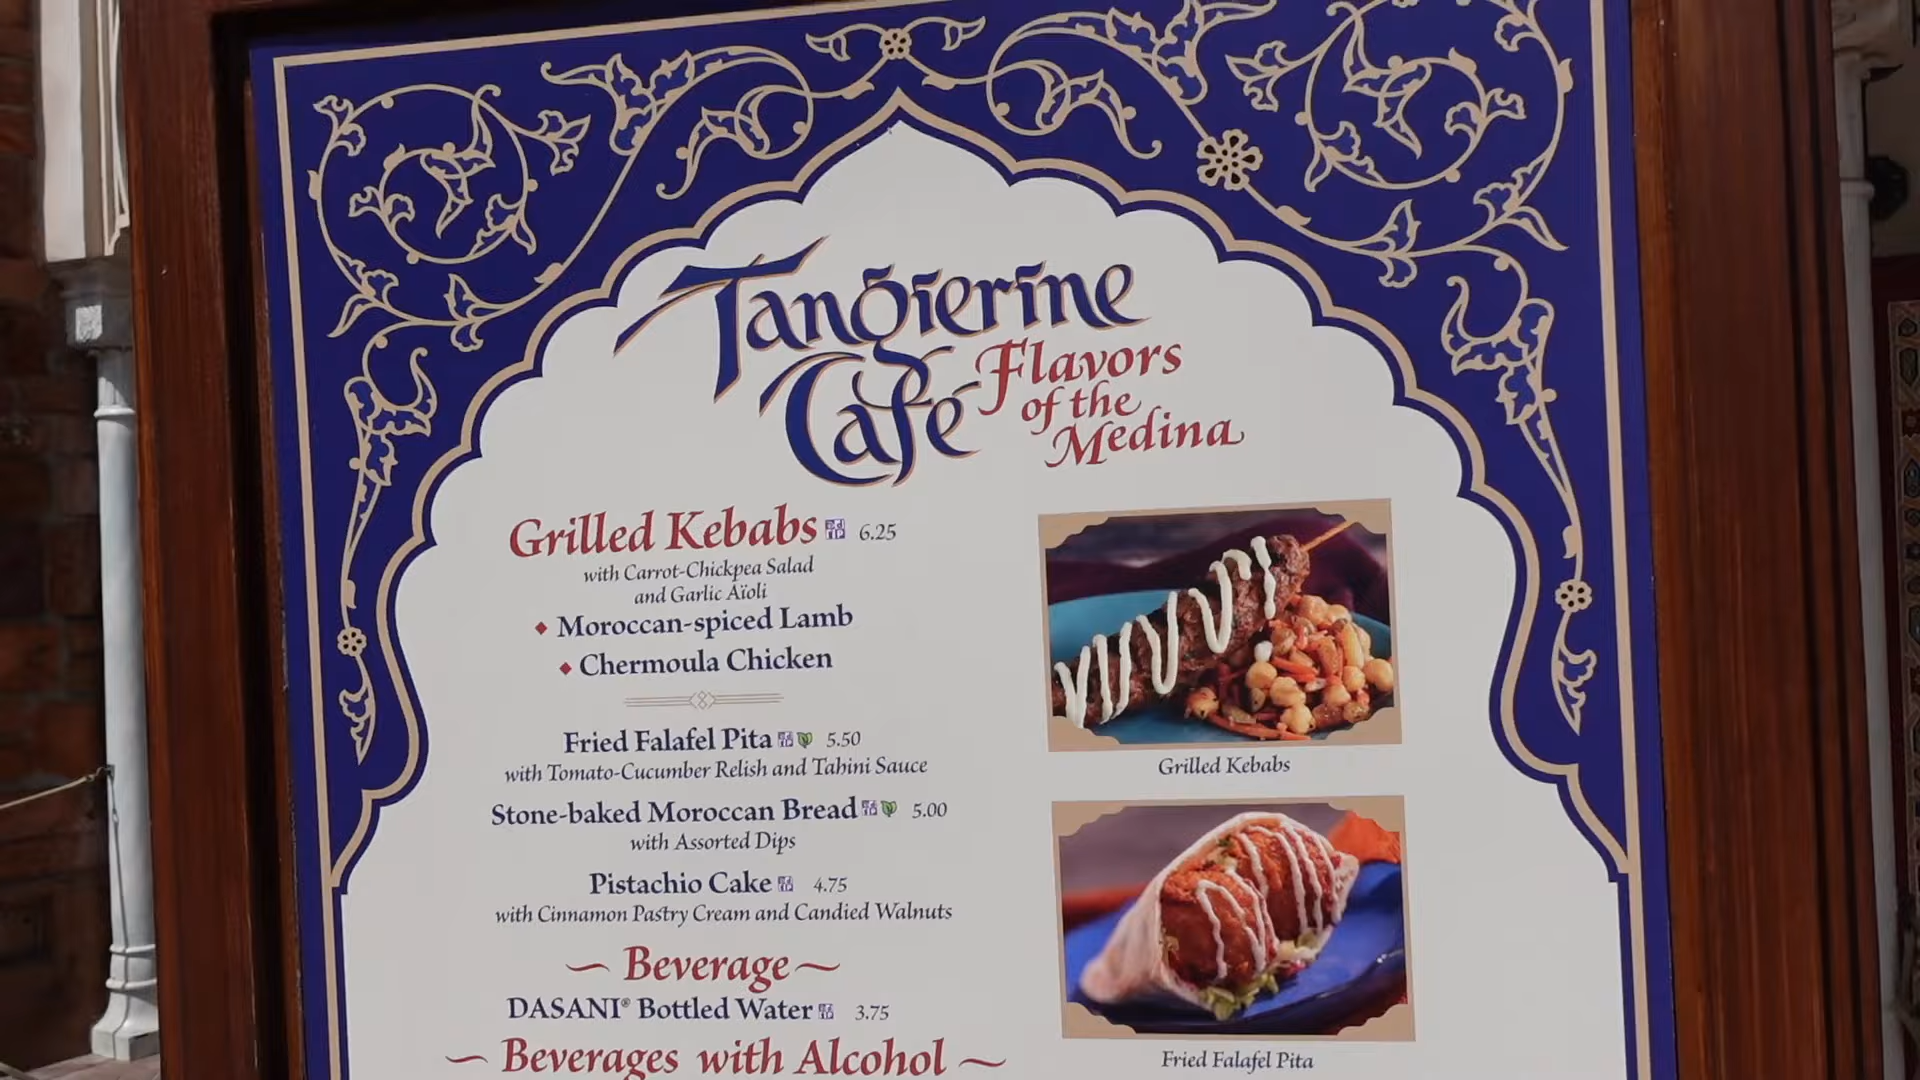 Tangierine
Café
Flavors
of the
Medina
Grilled Kebabs 6.25
with Carrot-Chickpea Salad
and Garlic Aïoli
Moroccan-spiced Lamb
Chermoula Chicken
Fried Falafel Pita 5.50
with Tomato-Cucumber Relish and Tahini Sauce
Stone-baked Moroccan Bread 5.00
with Assorted Dips
Pistachio Cake 4.75
with Cinnamon Pastry Cream and Candied Walnuts
~ Beverage ~
DASANI® Bottled Water 3.75
~ Beverages with Alcohol ~
Grilled Kebabs
Fried Falafel Pita